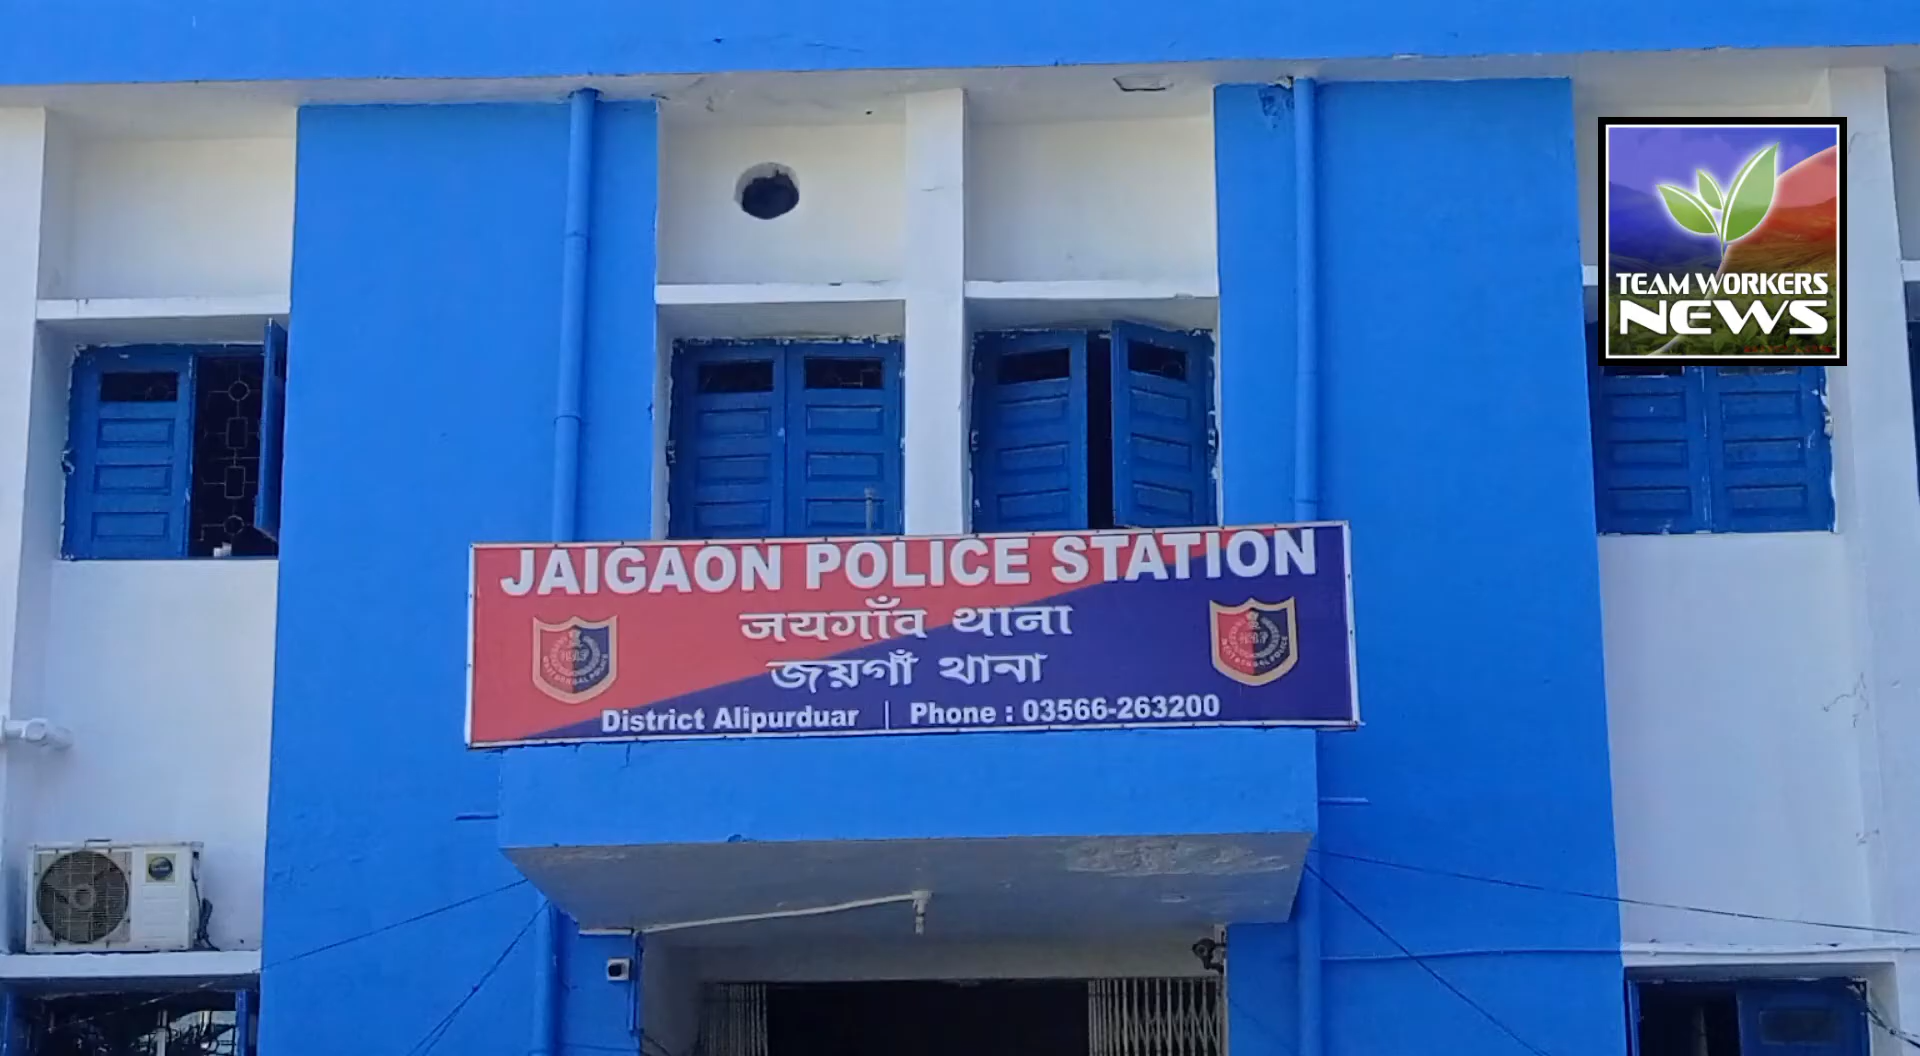 JAIGAON POLICE STATION
जयगाँव थाना
জয়গাঁ থানা
District Alipurduar | Phone : 03566-263200
TEAM WORKERS
NEWS